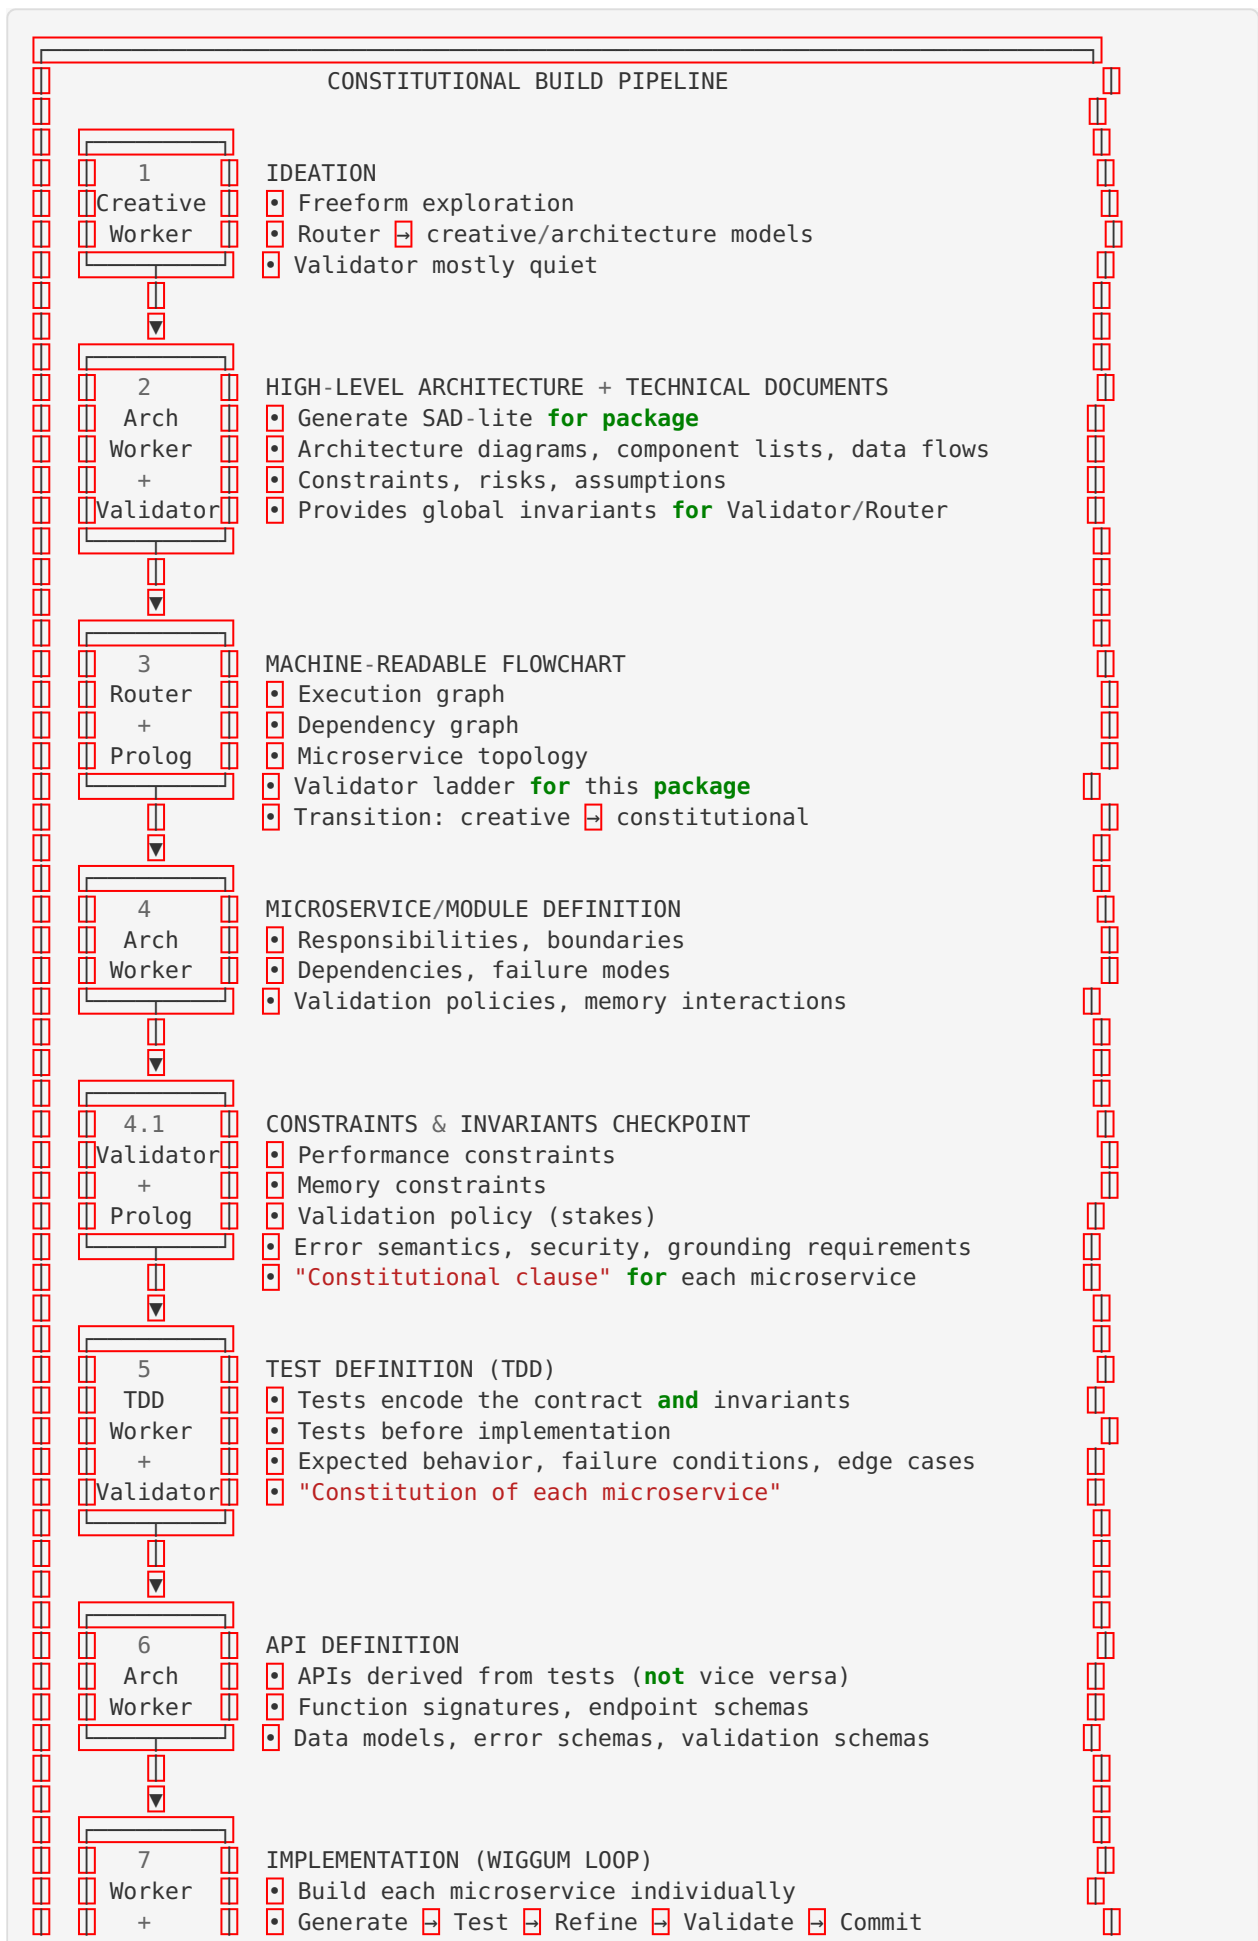 CONSTITUTIONAL BUILD PIPELINE
1 IDEATION
Creative • Freeform exploration
Worker • Router → creative/architecture models
• Validator mostly quiet
▼
2 HIGH-LEVEL ARCHITECTURE + TECHNICAL DOCUMENTS
Arch • Generate SAD-lite for package
Worker • Architecture diagrams, component lists, data flows
+ • Constraints, risks, assumptions
Validator • Provides global invariants for Validator/Router
▼
3 MACHINE-READABLE FLOWCHART
Router • Execution graph
+ • Dependency graph
Prolog • Microservice topology
• Validator ladder for this package
• Transition: creative → constitutional
▼
4 MICROSERVICE/MODULE DEFINITION
Arch • Responsibilities, boundaries
Worker • Dependencies, failure modes
• Validation policies, memory interactions
▼
4.1 CONSTRAINTS & INVARIANTS CHECKPOINT
Validator • Performance constraints
+ • Memory constraints
Prolog • Validation policy (stakes)
• Error semantics, security, grounding requirements
• "Constitutional clause" for each microservice
▼
5 TEST DEFINITION (TDD)
TDD • Tests encode the contract and invariants
Worker • Tests before implementation
+ • Expected behavior, failure conditions, edge cases
Validator • "Constitution of each microservice"
▼
6 API DEFINITION
Arch • APIs derived from tests (not vice versa)
Worker • Function signatures, endpoint schemas
• Data models, error schemas, validation schemas
▼
7 IMPLEMENTATION (WIGGUM LOOP)
Worker • Build each microservice individually
+ • Generate → Test → Refine → Validate → Commit